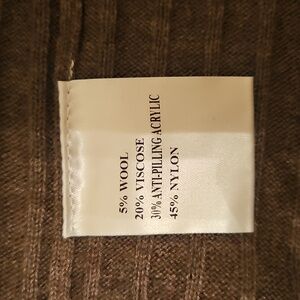 5% WOOL
20% VISCOSE
30% ANTI-PILLING ACRYLIC
45% NYLON